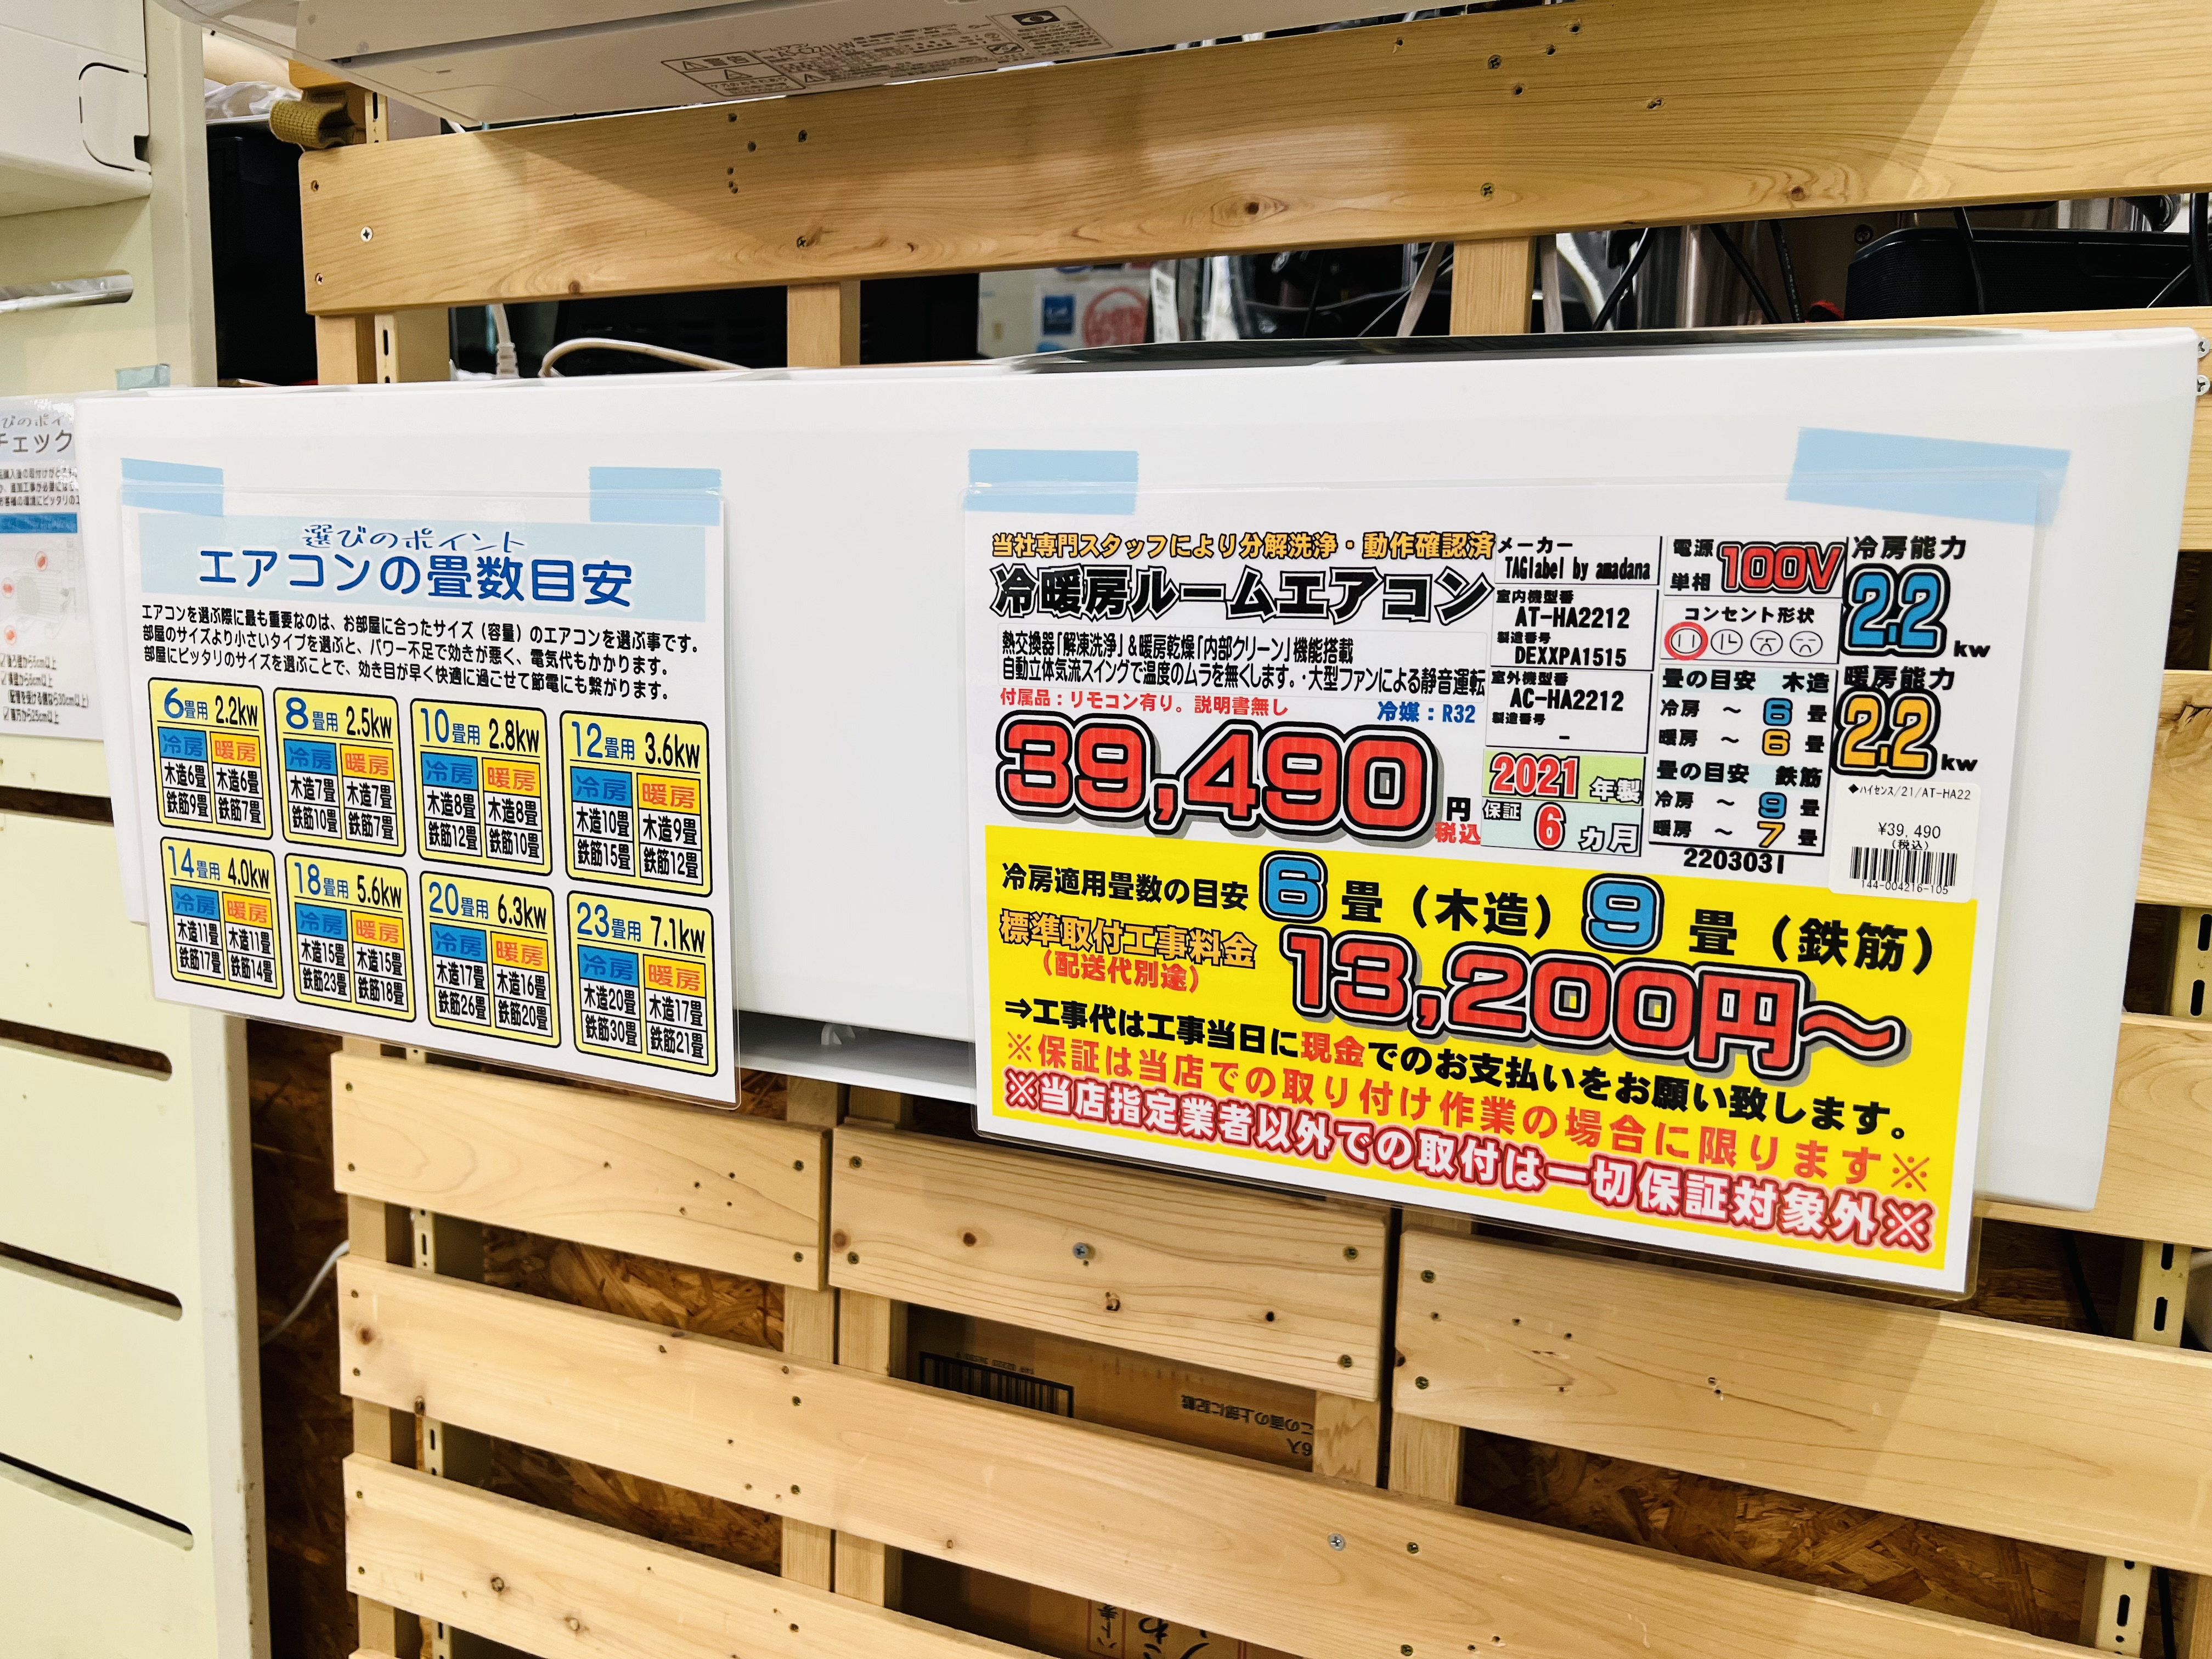 警告
びのポイ
チェック
選びのポイント
エアコンの畳数目安
エアコンを選ぶ際に最も重要なのは、お部屋に合ったサイズ（容量）のエアコンを選ぶ事です。
部屋のサイズより小さいタイプを選ぶと、パワー不足で効きが悪く、電気代もかかります。
部屋にピッタリのサイズを選ぶことで、効き目が早く快適に過ごせて節電にも繋がります。
6畳用 2.2kw
冷房 暖房
木造6畳 木造6畳
鉄筋9畳 鉄筋7畳
8畳用 2.5kw
冷房 暖房
木造7畳 木造7畳
鉄筋10畳 鉄筋7畳
10畳用 2.8kw
冷房 暖房
木造8畳 木造8畳
鉄筋12畳 鉄筋10畳
12畳用 3.6kw
冷房 暖房
木造10畳 木造9畳
鉄筋15畳 鉄筋12畳
14畳用 4.0kw
冷房 暖房
木造11畳 木造11畳
鉄筋17畳 鉄筋14畳
18畳用 5.6kw
冷房 暖房
木造15畳 木造15畳
鉄筋23畳 鉄筋18畳
20畳用 6.3kw
冷房 暖房
木造17畳 木造16畳
鉄筋26畳 鉄筋20畳
23畳用 7.1kw
冷房 暖房
木造20畳 木造17畳
鉄筋30畳 鉄筋21畳
当社専門スタッフにより分解洗浄・動作確認済
冷暖房ルームエアコン
熱交換器「解凍洗浄」＆暖房乾燥「内部クリーン」機能搭載
自動立体気流スイングで温度のムラを無くします。・大型ファンによる静音運転
付属品：リモコン有り。説明書無し
冷媒：R32
39,490円
税込
メーカー
TAGlabel by amadana
室内機型番
AT-HA2212
製造番号
DEXXPA1515
室外機型番
AC-HA2212
製造番号
-
2021年製
保証 6ヵ月
電源 単相 100V
コンセント形状
畳の目安 木造
冷房 ～ 6 畳
暖房 ～ 6 畳
畳の目安 鉄筋
冷房 ～ 9 畳
暖房 ～ 7 畳
2203031
冷房能力
2.2kw
暖房能力
2.2kw
◆ハイセンス/21/AT-HA22
¥39,490
(税込)
144-004216-105
冷房適用畳数の目安 6畳（木造）9畳（鉄筋）
標準取付工事料金
（配送代別途）
13,200円～
⇒工事代は工事当日に現金でのお支払いをお願い致します。
※保証は当店での取り付け作業の場合に限ります※
※当店指定業者以外での取付は一切保証対象外※
この面の上部に記載
6入